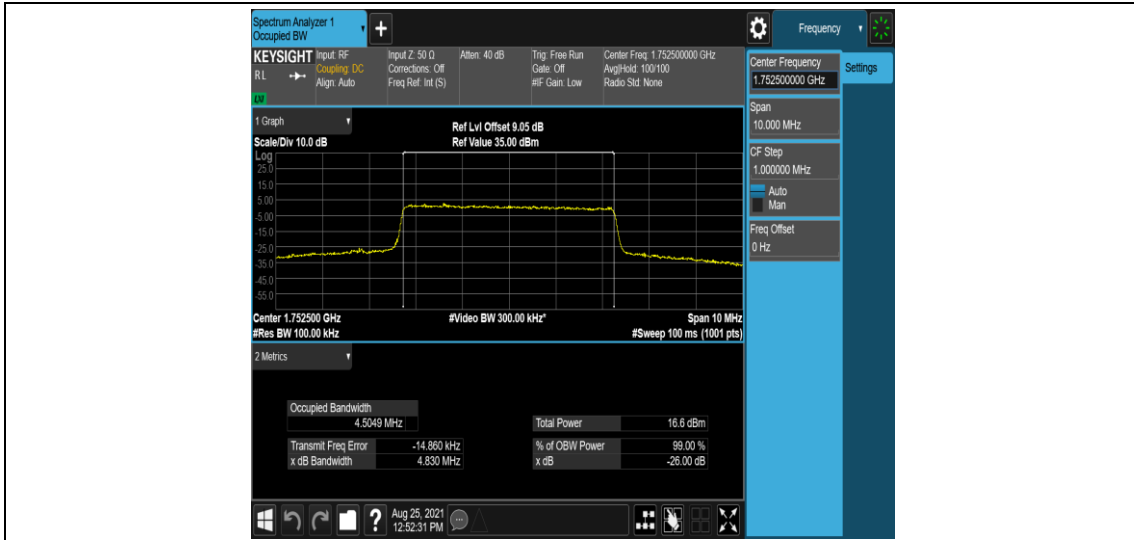 Spectrum Analyzer 1
Occupied BW
+
Frequency
KEYSIGHT
RL
Input: RF
Coupling: DC
Align: Auto
Input Z: 50 Ω
Corrections: Off
Freq Ref: Int (S)
Atten: 40 dB
Trig: Free Run
Gate: Off
#IF Gain: Low
Center Freq: 1.752500000 GHz
Avg|Hold: 100/100
Radio Std: None
Center Frequency
1.752500000 GHz
Settings
Span
10.000 MHz
CF Step
1.000000 MHz
Auto
Man
Freq Offset
0 Hz
1 Graph
Scale/Div 10.0 dB
Ref Lvl Offset 9.05 dB
Ref Value 35.00 dBm
Log
25.0
15.0
5.00
-5.00
-15.0
-25.0
-35.0
-45.0
-55.0
Center 1.752500 GHz
#Video BW 300.00 kHz*
Span 10 MHz
#Res BW 100.00 kHz
#Sweep 100 ms (1001 pts)
2 Metrics
Occupied Bandwidth
4.5049 MHz
Total Power 16.6 dBm
Transmit Freq Error -14.860 kHz
% of OBW Power 99.00 %
x dB Bandwidth 4.830 MHz
x dB -26.00 dB
?
Aug 25, 2021
12:52:31 PM